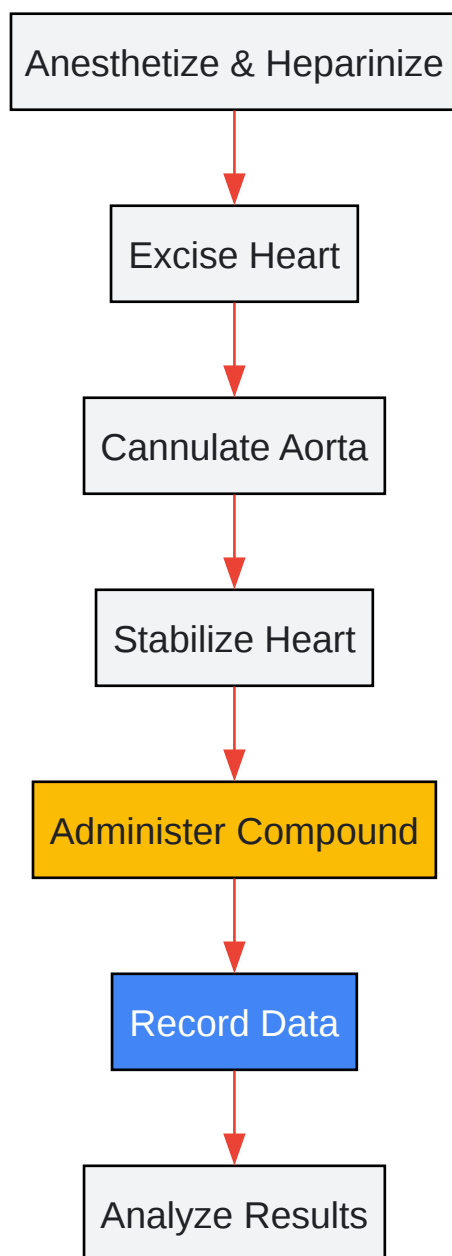 Anesthetize & Heparinize
Excise Heart
Cannulate Aorta
Stabilize Heart
Administer Compound
Record Data
Analyze Results